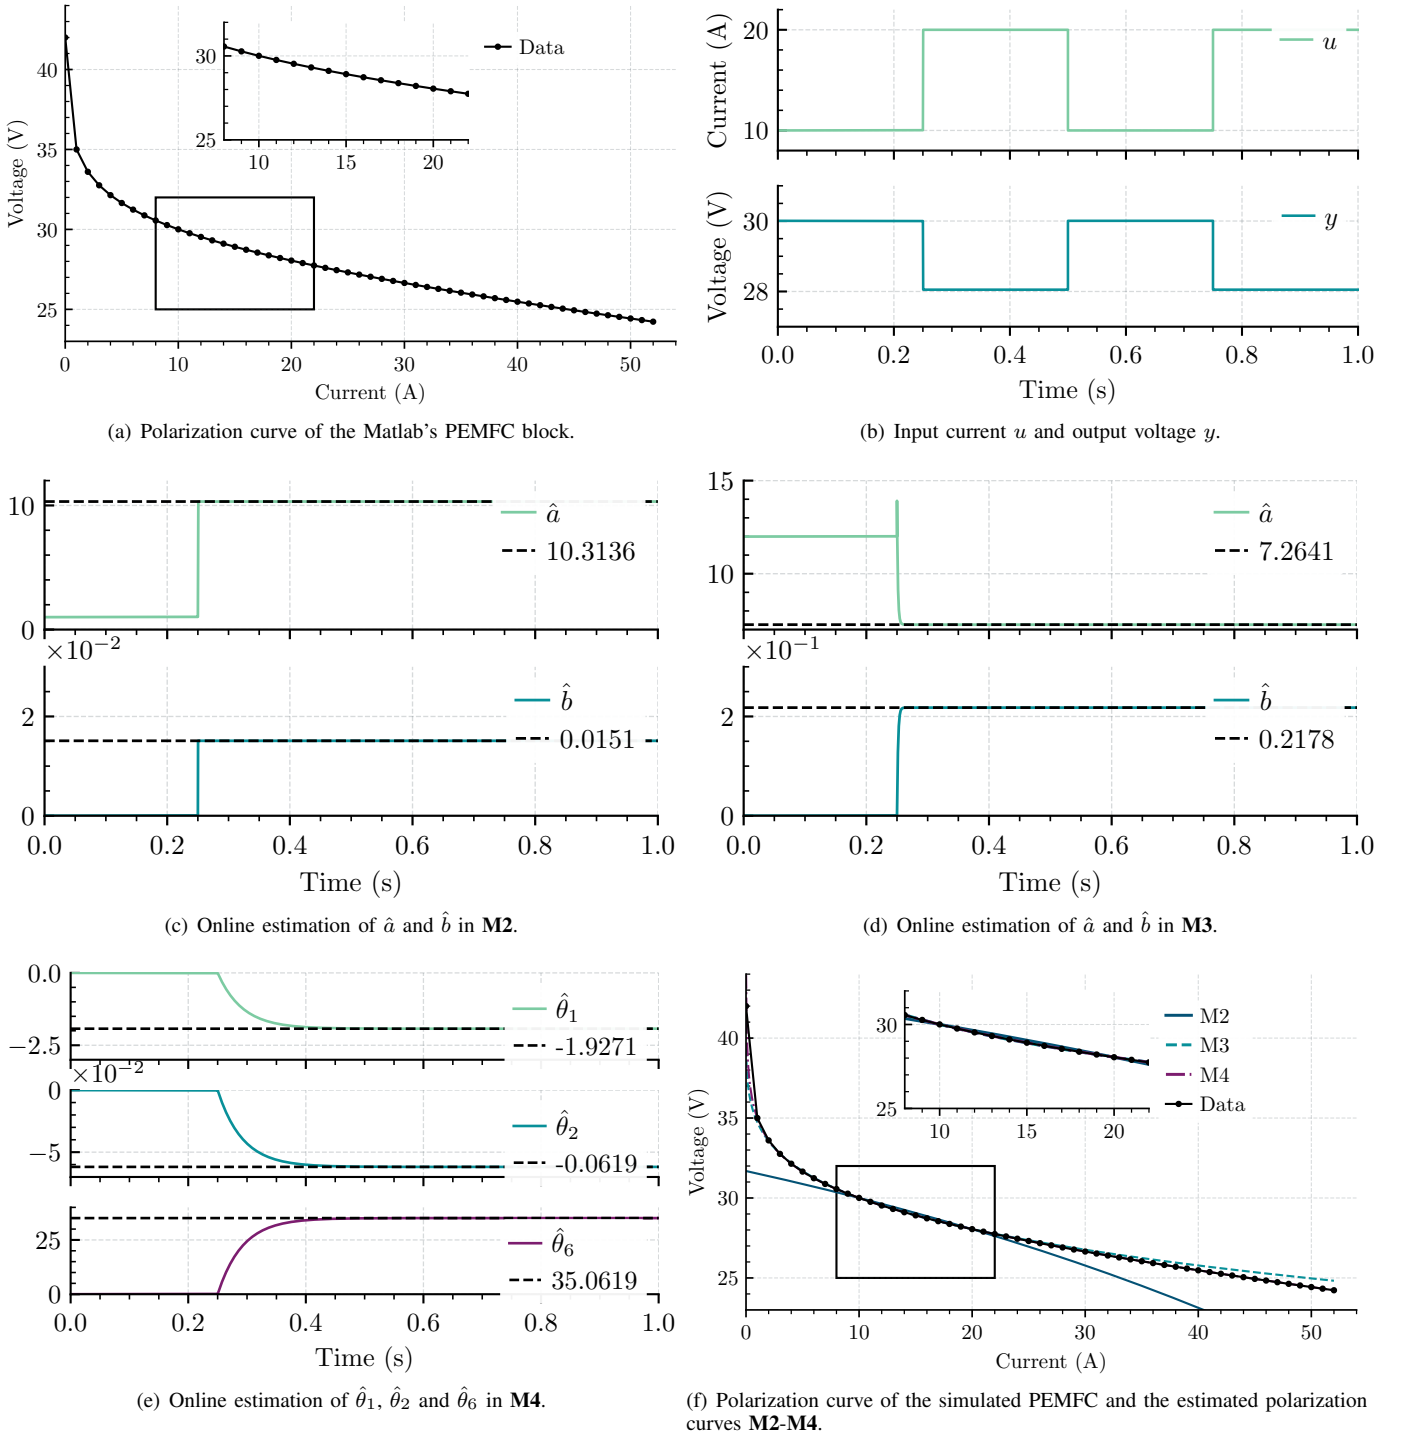 40
35
30
25
Voltage (V)
0
10
20
30
40
50
Current (A)
30
25
10
15
20
Data
(a) Polarization curve of the Matlab's PEMFC block.
20
10
Current (A)
u
30
28
Voltage (V)
y
0.0
0.2
0.4
0.6
0.8
1.0
Time (s)
(b) Input current u and output voltage y.
10
0
â
10.3136
×10⁻²
2
0
b̂
0.0151
0.0
0.2
0.4
0.6
0.8
1.0
Time (s)
(c) Online estimation of â and b̂ in M2.
15
10
â
7.2641
×10⁻¹
2
0
b̂
0.2178
0.0
0.2
0.4
0.6
0.8
1.0
Time (s)
(d) Online estimation of â and b̂ in M3.
0.0
−2.5
θ̂₁
-1.9271
×10⁻²
0
−5
θ̂₂
-0.0619
25
0
θ̂₆
35.0619
0.0
0.2
0.4
0.6
0.8
1.0
Time (s)
(e) Online estimation of θ̂₁, θ̂₂ and θ̂₆ in M4.
40
35
30
25
Voltage (V)
0
10
20
30
40
50
Current (A)
30
25
10
15
20
M2
M3
M4
Data
(f) Polarization curve of the simulated PEMFC and the estimated polarization
curves M2-M4.